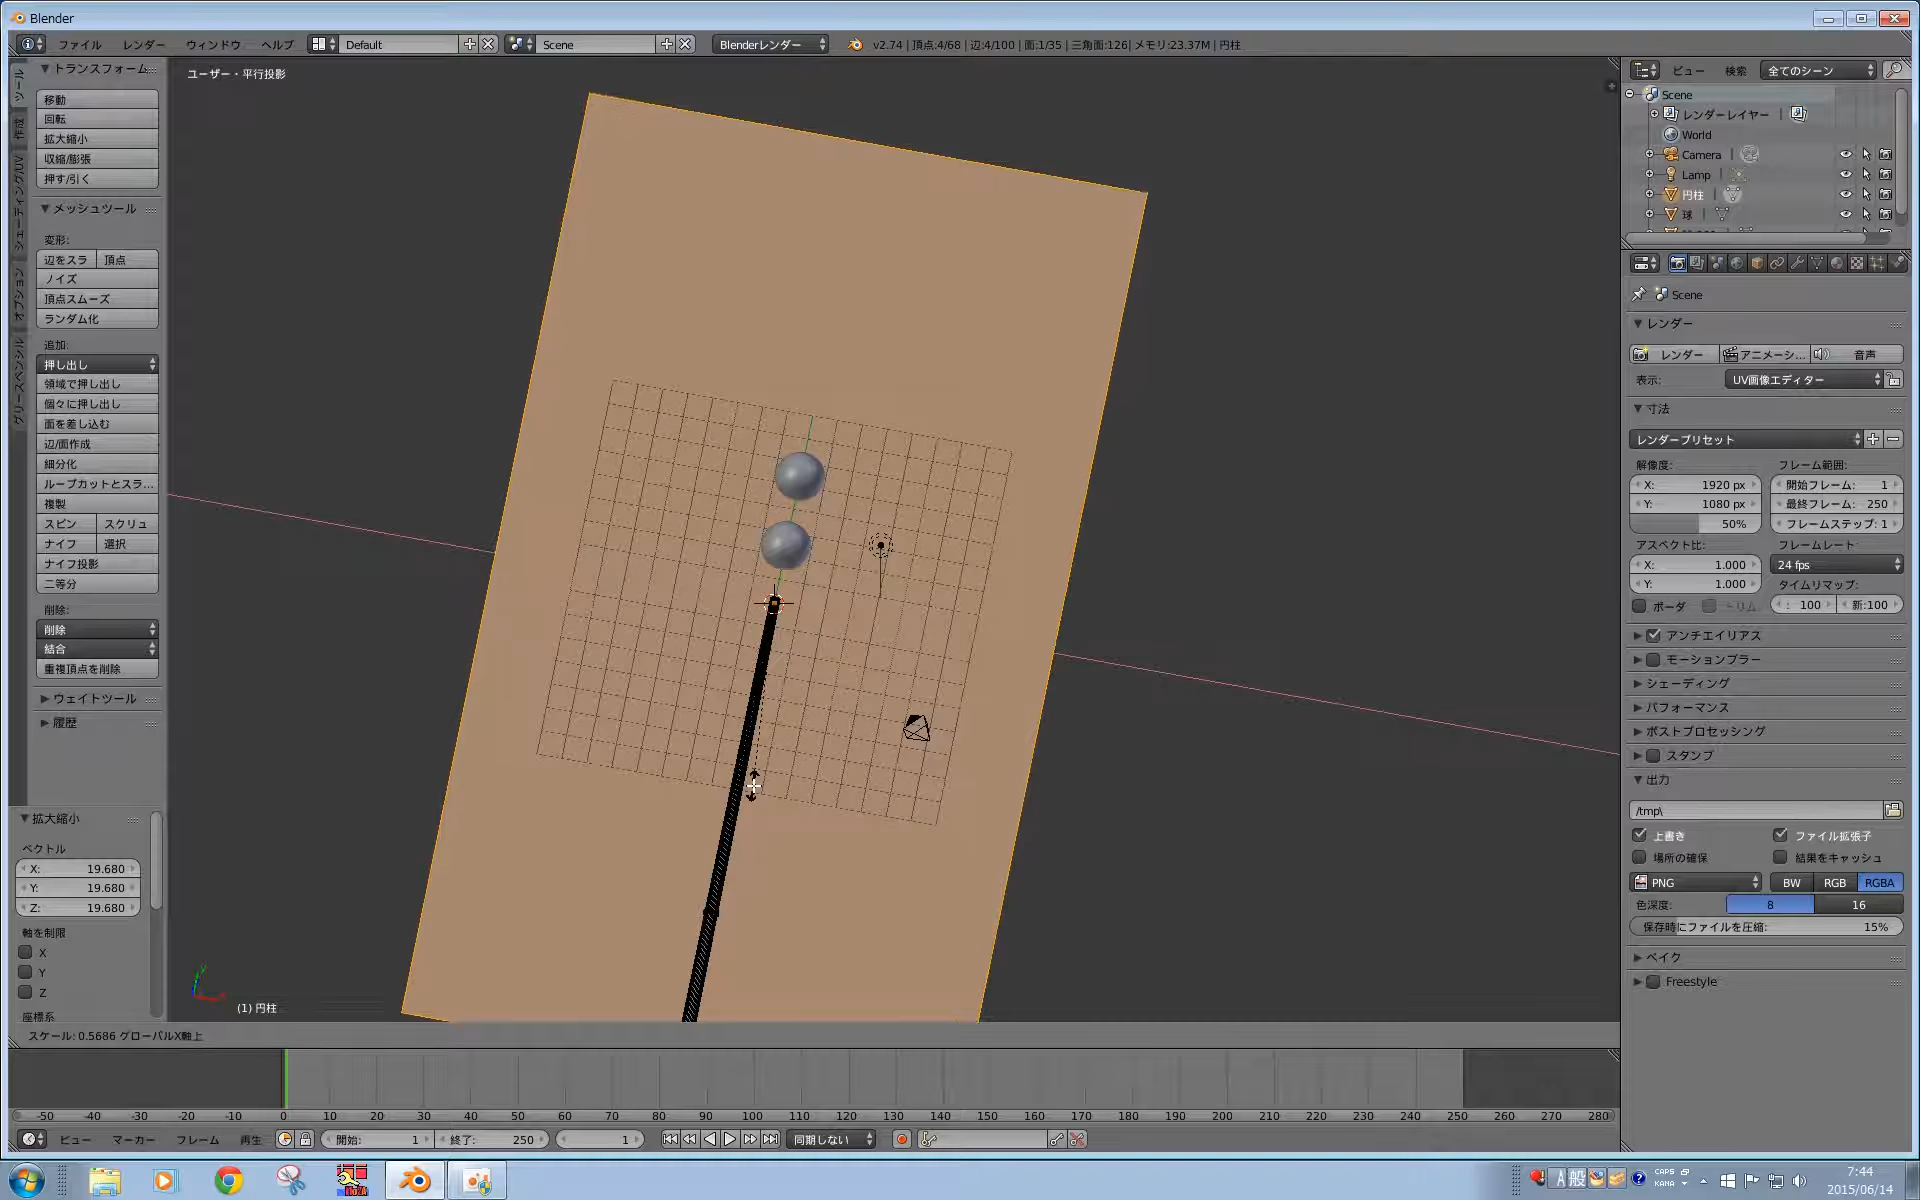 Blender
ファイル レンダー ウィンドウ ヘルプ Default Scene Blenderレンダー v2.74 | 頂点:4/68 | 辺:4/100 | 面:1/35 | 三角面:126| メモリ:23.37M | 円柱
ツール
作成
シェーディング/UV
オプション
グリースペンシル
トランスフォーム
移動
回転
拡大縮小
収縮/膨張
押す/引く
メッシュツール
変形:
辺をスラ 頂点
ノイズ
頂点スムーズ
ランダム化
追加:
押し出し
領域で押し出し
個々に押し出し
面を差し込む
辺/面作成
細分化
ループカットとスラ...
複製
スピン スクリュ
ナイフ 選択
ナイフ投影
二等分
削除:
削除
結合
重複頂点を削除
ウェイトツール
履歴
拡大縮小
ベクトル
X: 19.680
Y: 19.680
Z: 19.680
軸を制限
X
Y
Z
座標系
ユーザー・平行投影
(1) 円柱
スケール: 0.5686 グローバルX軸上
ビュー 検索 全てのシーン
Scene
レンダーレイヤー
World
Camera
Lamp
円柱
球
Scene
レンダー
レンダー アニメーシ... 音声
表示: UV画像エディター
寸法
レンダープリセット
解像度: フレーム範囲:
X: 1920 px 開始フレーム: 1
Y: 1080 px 最終フレーム: 250
50% フレームステップ: 1
アスペクト比: フレームレート:
X: 1.000 24 fps
Y: 1.000 タイムリマップ:
ボーダ トリム : 100 新:100
アンチエイリアス
モーションブラー
シェーディング
パフォーマンス
ポストプロセッシング
スタンプ
出力
/tmp\
上書き ファイル拡張子
場所の確保 結果をキャッシュ
PNG BW RGB RGBA
色深度: 8 16
保存時にファイルを圧縮: 15%
ベイク
Freestyle
-50 -40 -30 -20 -10 0 10 20 30 40 50 60 70 80 90 100 110 120 130 140 150 160 170 180 190 200 210 220 230 240 250 260 270 280
ビュー マーカー フレーム 再生 開始: 1 終了: 250 1 同期しない
A 般 CAPS KANA 7:44
2015/06/14